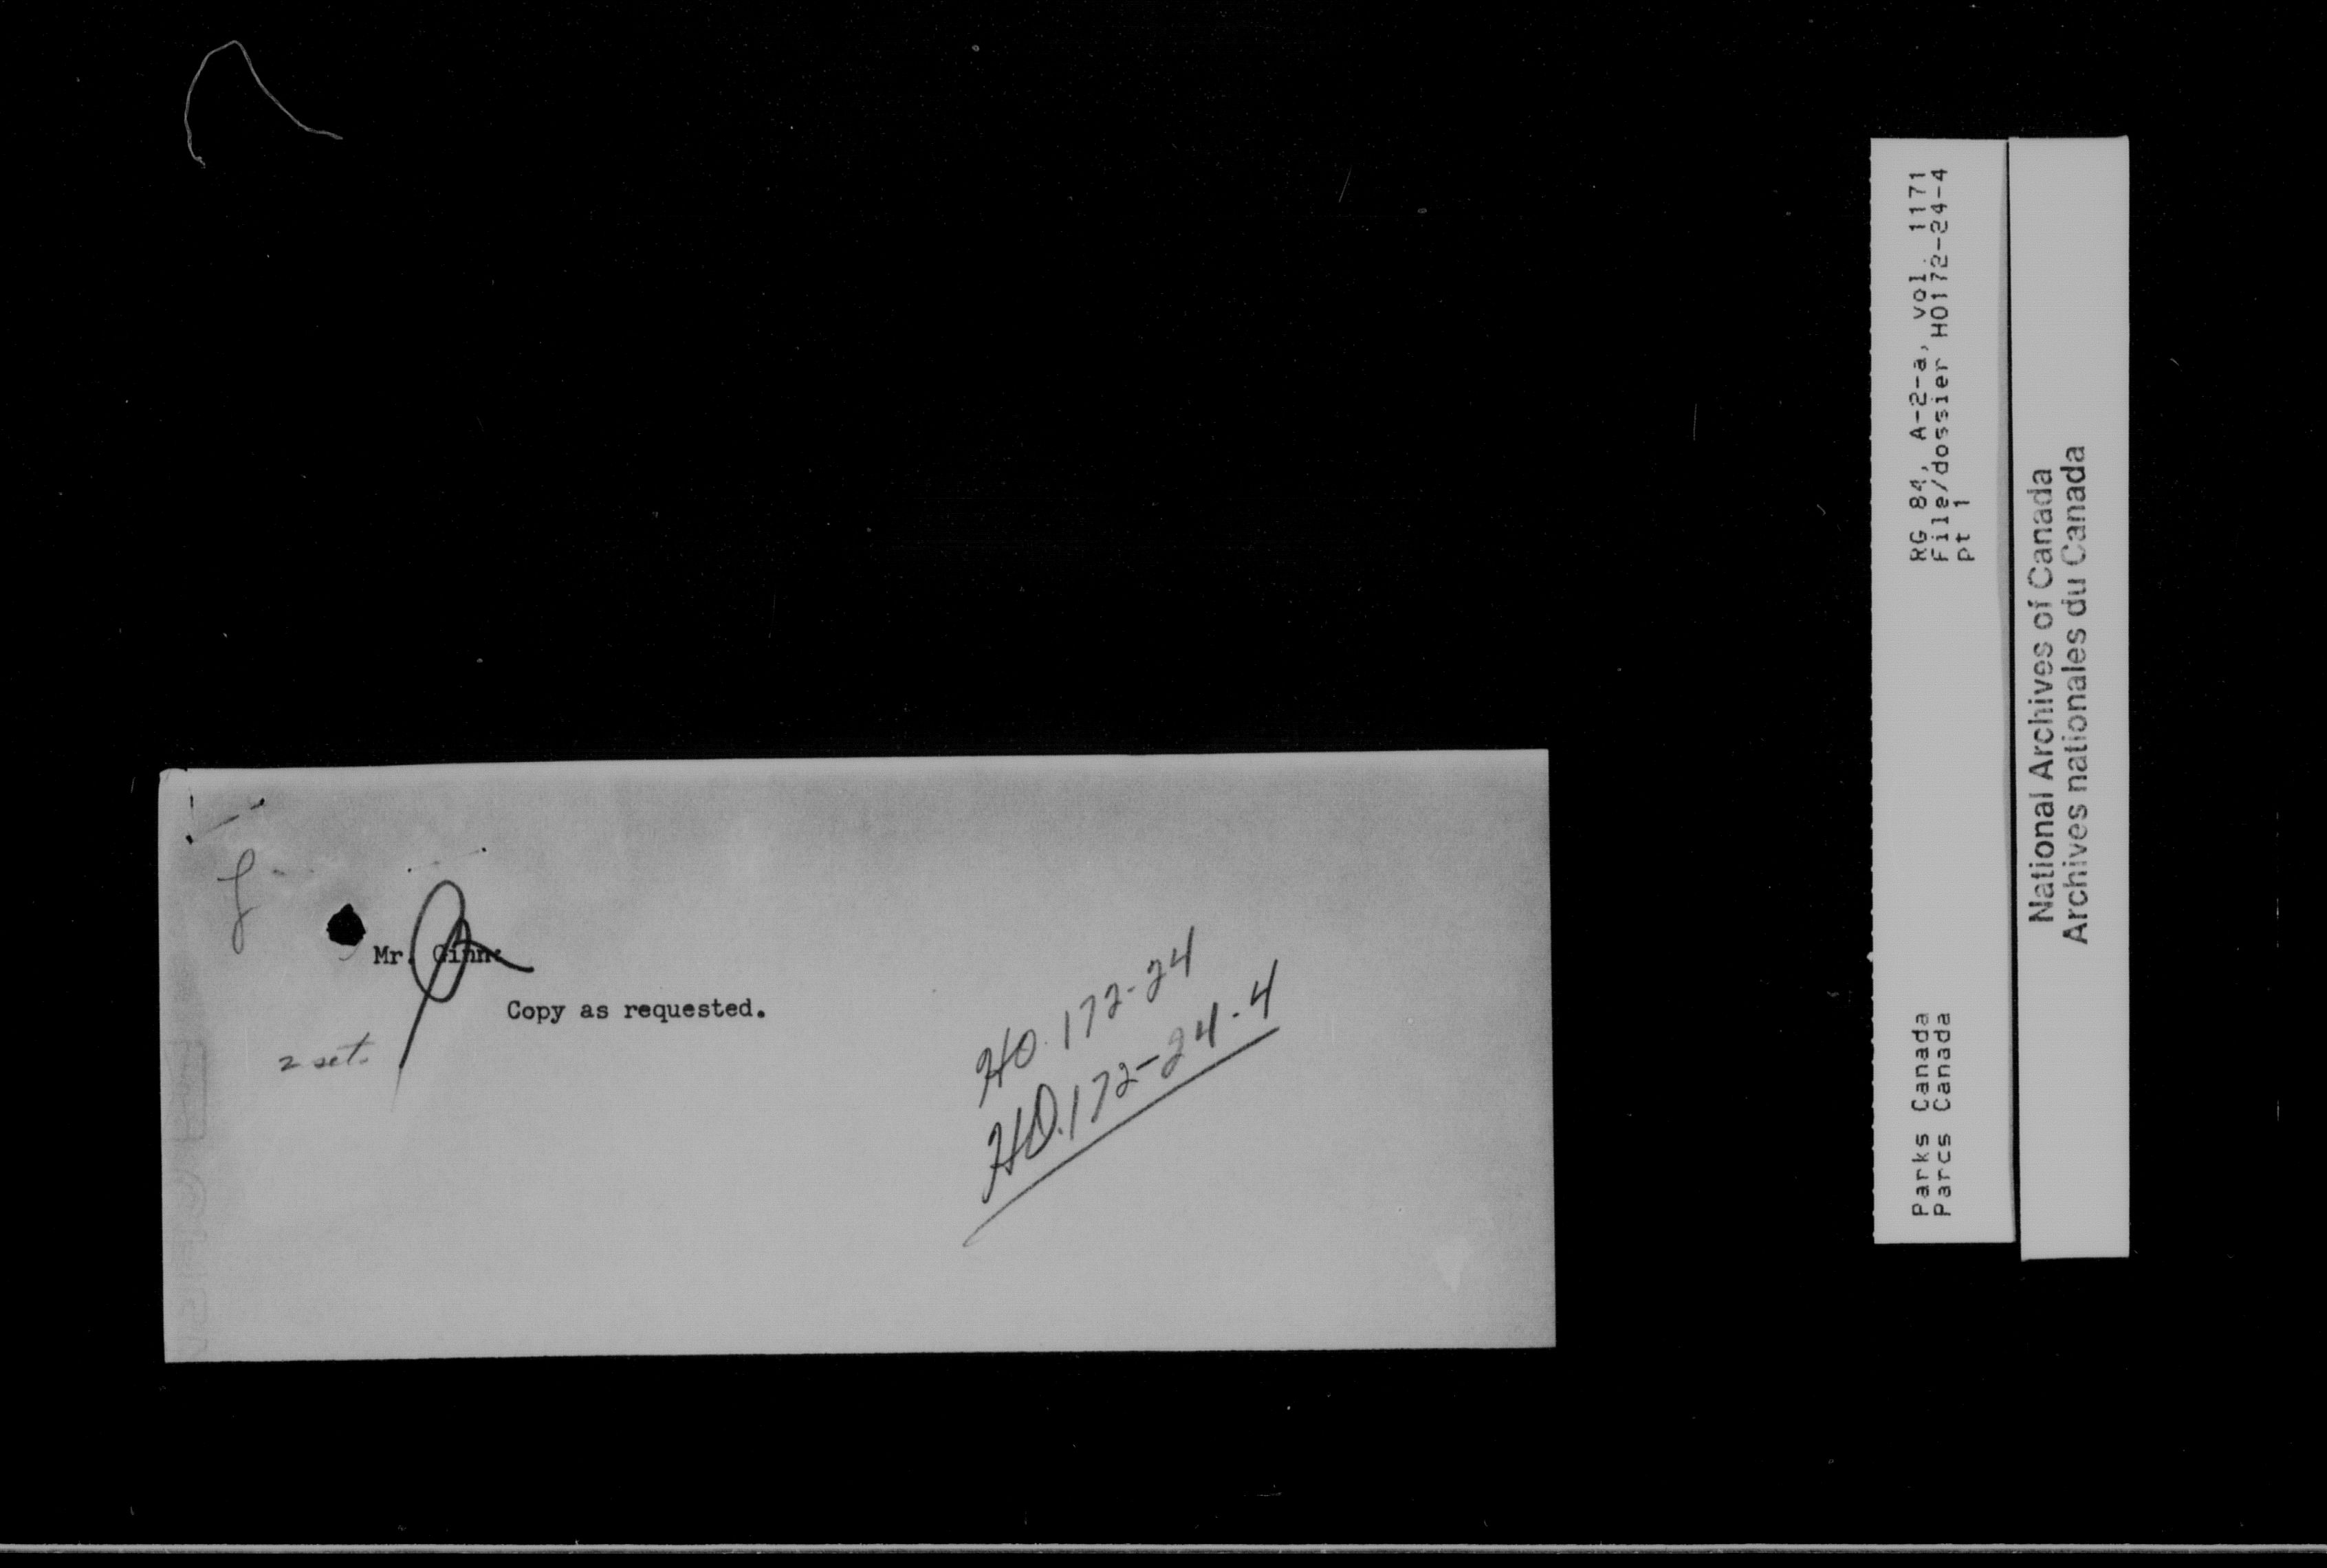 Mr. Ginn:
Copy as requested.
2 set.
HO.172-24
HO.172-24-4
RG 84, A-2-a, vol. 1171
File/dossier HO172-24-4
pt 1
Parks Canada
Parcs Canada
National Archives of Canada
Archives nationales du Canada